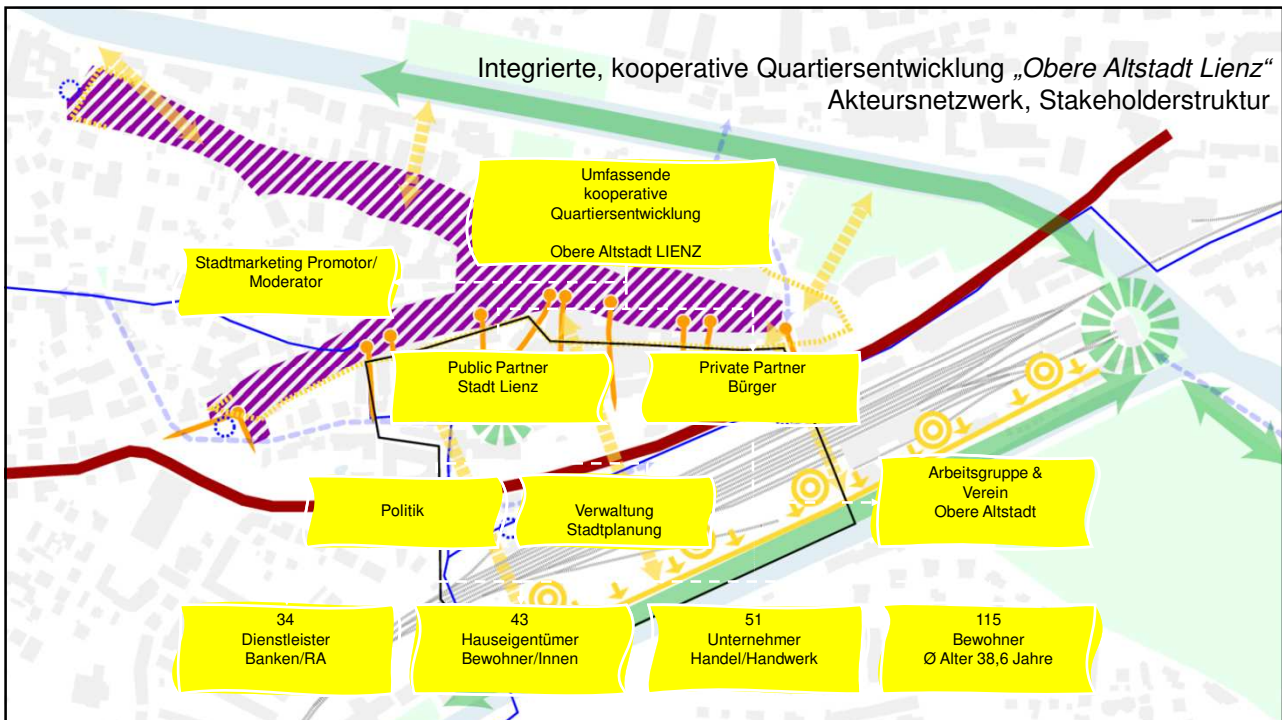 Integrierte, kooperative Quartiersentwicklung „Obere Altstadt Lienz“
Akteursnetzwerk, Stakeholderstruktur
Umfassende
kooperative
Quartiersentwicklung
Obere Altstadt LIENZ
Stadtmarketing Promotor/
Moderator
Public Partner
Stadt Lienz
Private Partner
Bürger
Politik
Verwaltung
Stadtplanung
Arbeitsgruppe &
Verein
Obere Altstadt
34
Dienstleister
Banken/RA
43
Hauseigentümer
Bewohner/Innen
51
Unternehmer
Handel/Handwerk
115
Bewohner
Ø Alter 38,6 Jahre